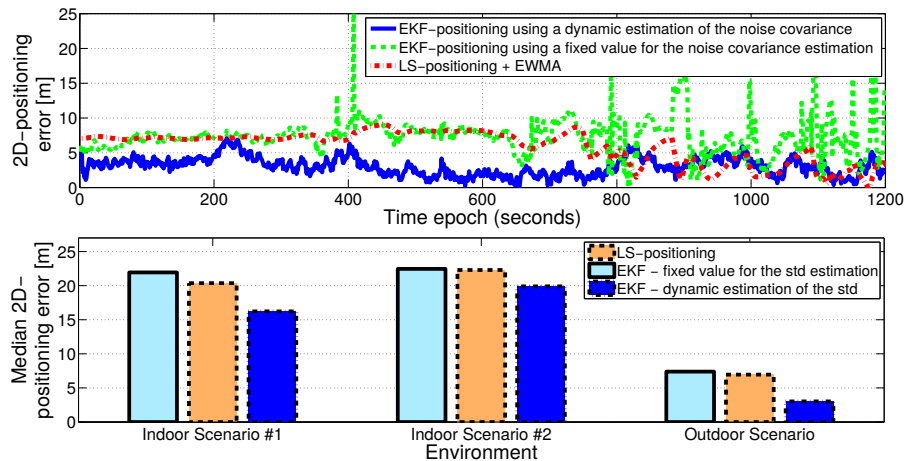 2D-positioning
error [m]
25
20
15
10
5
0
EKF-positioning using a dynamic estimation of the noise covariance
EKF-positioning using a fixed value for the noise covariance estimation
LS-positioning + EWMA
0 200 400 600 800 1000 1200
Time epoch (seconds)
Median 2D-
positioning error [m]
25
20
15
10
5
0
LS-positioning
EKF - fixed value for the std estimation
EKF - dynamic estimation of the std
Indoor Scenario #1 Indoor Scenario #2 Outdoor Scenario
Environment